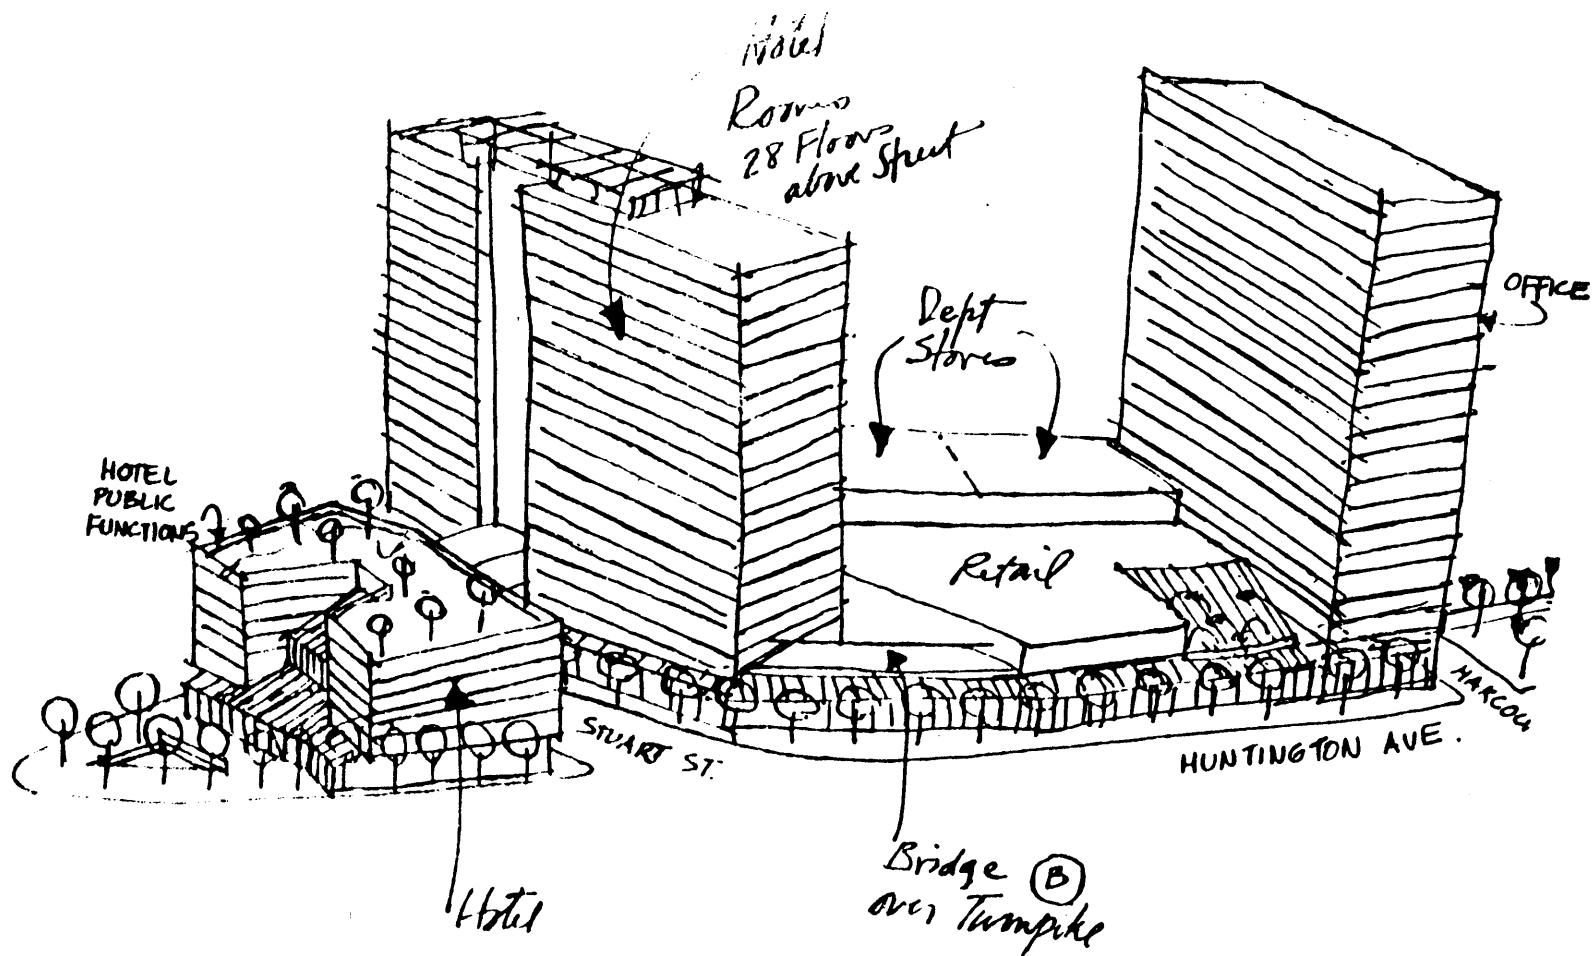 Hotel
Rooms
28 Floors
above Street
OFFICE
Dept
Stores
HOTEL
PUBLIC
FUNCTIONS
Retail
STUART ST.
HUNTINGTON AVE.
HARCOU
Bridge B
over Turnpike
Hotel